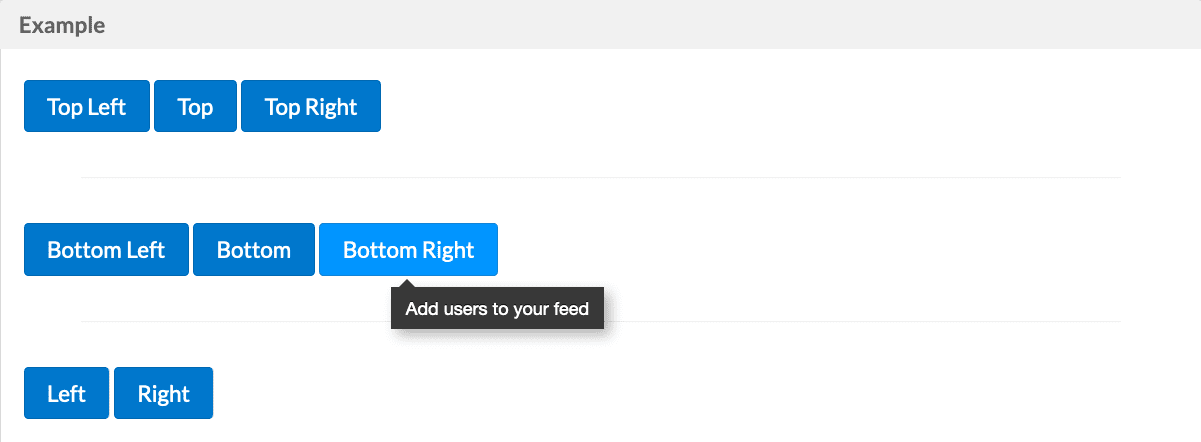 Example
Top Left Top Top Right
Bottom Left Bottom Bottom Right
Add users to your feed
Left Right